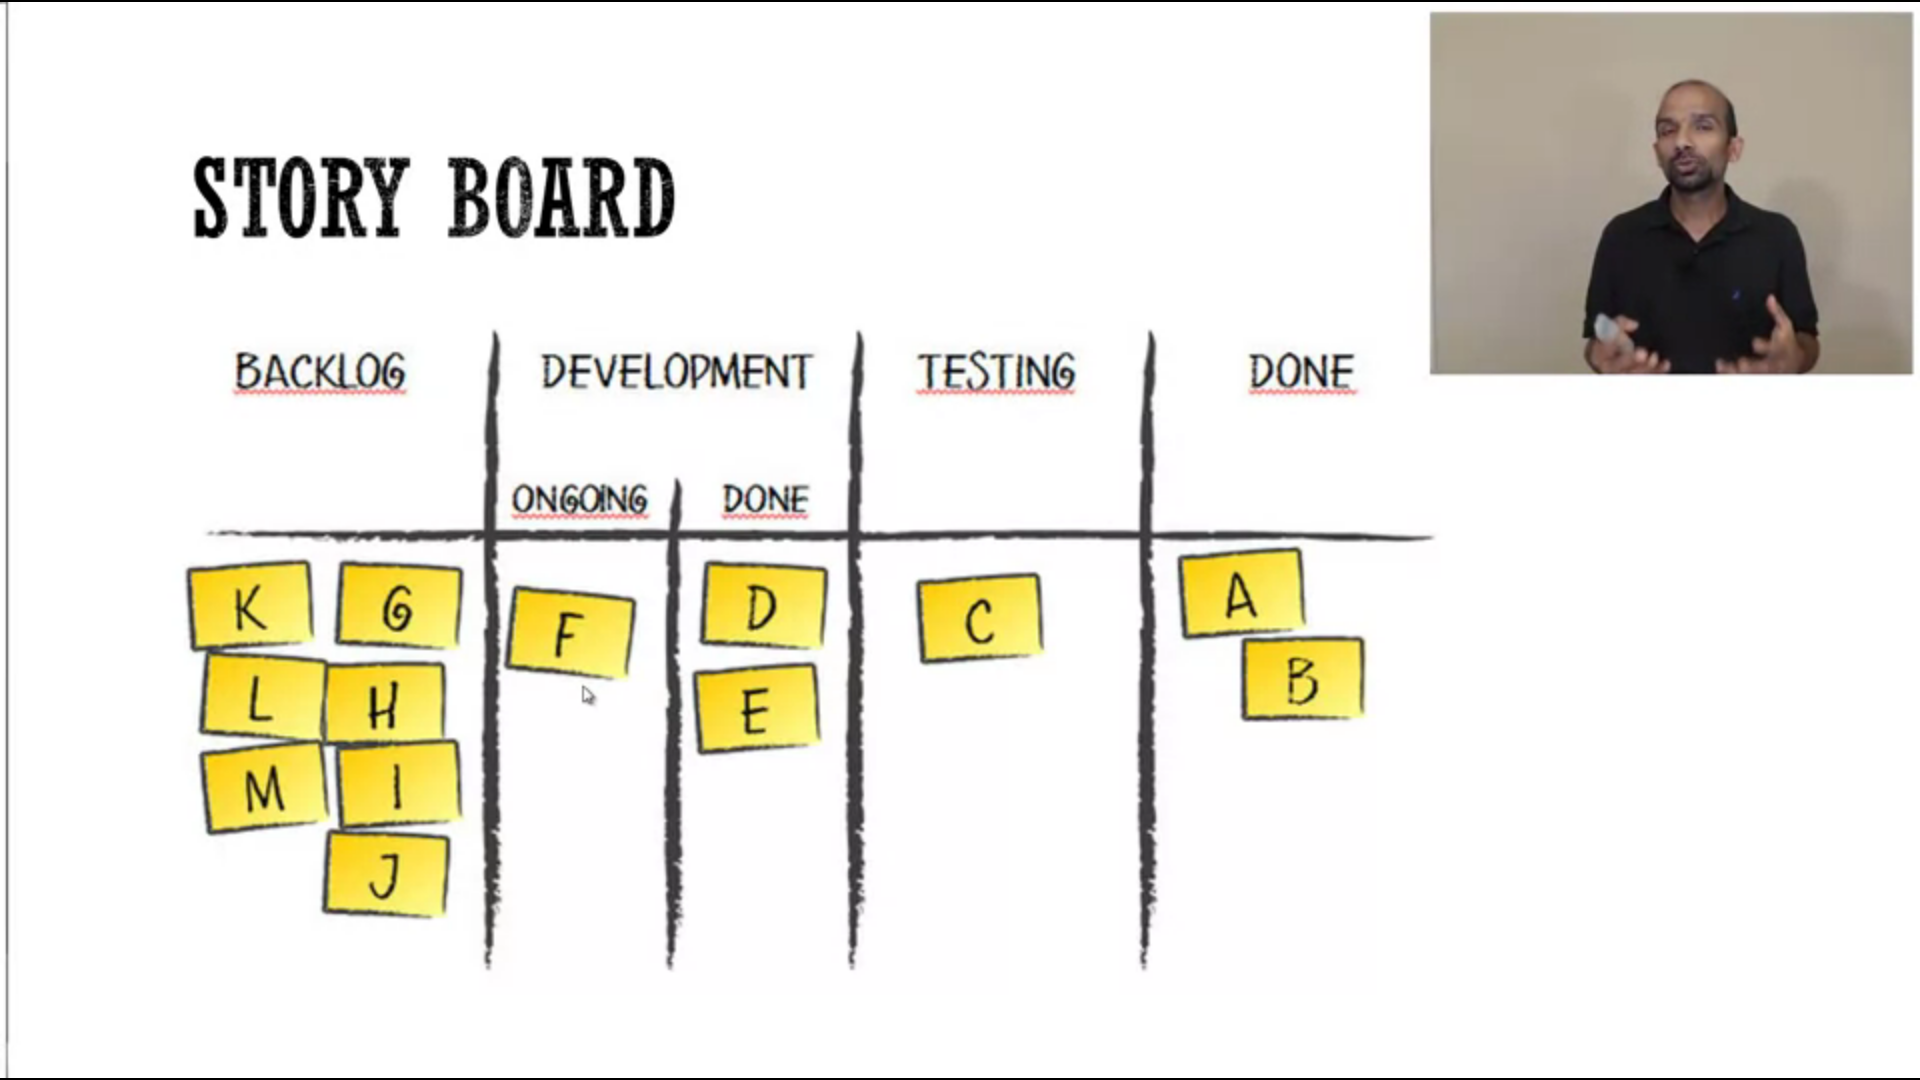 STORY BOARD
BACKLOG DEVELOPMENT TESTING DONE
ONGOING DONE
K G F D C A
L H E B
M I
J